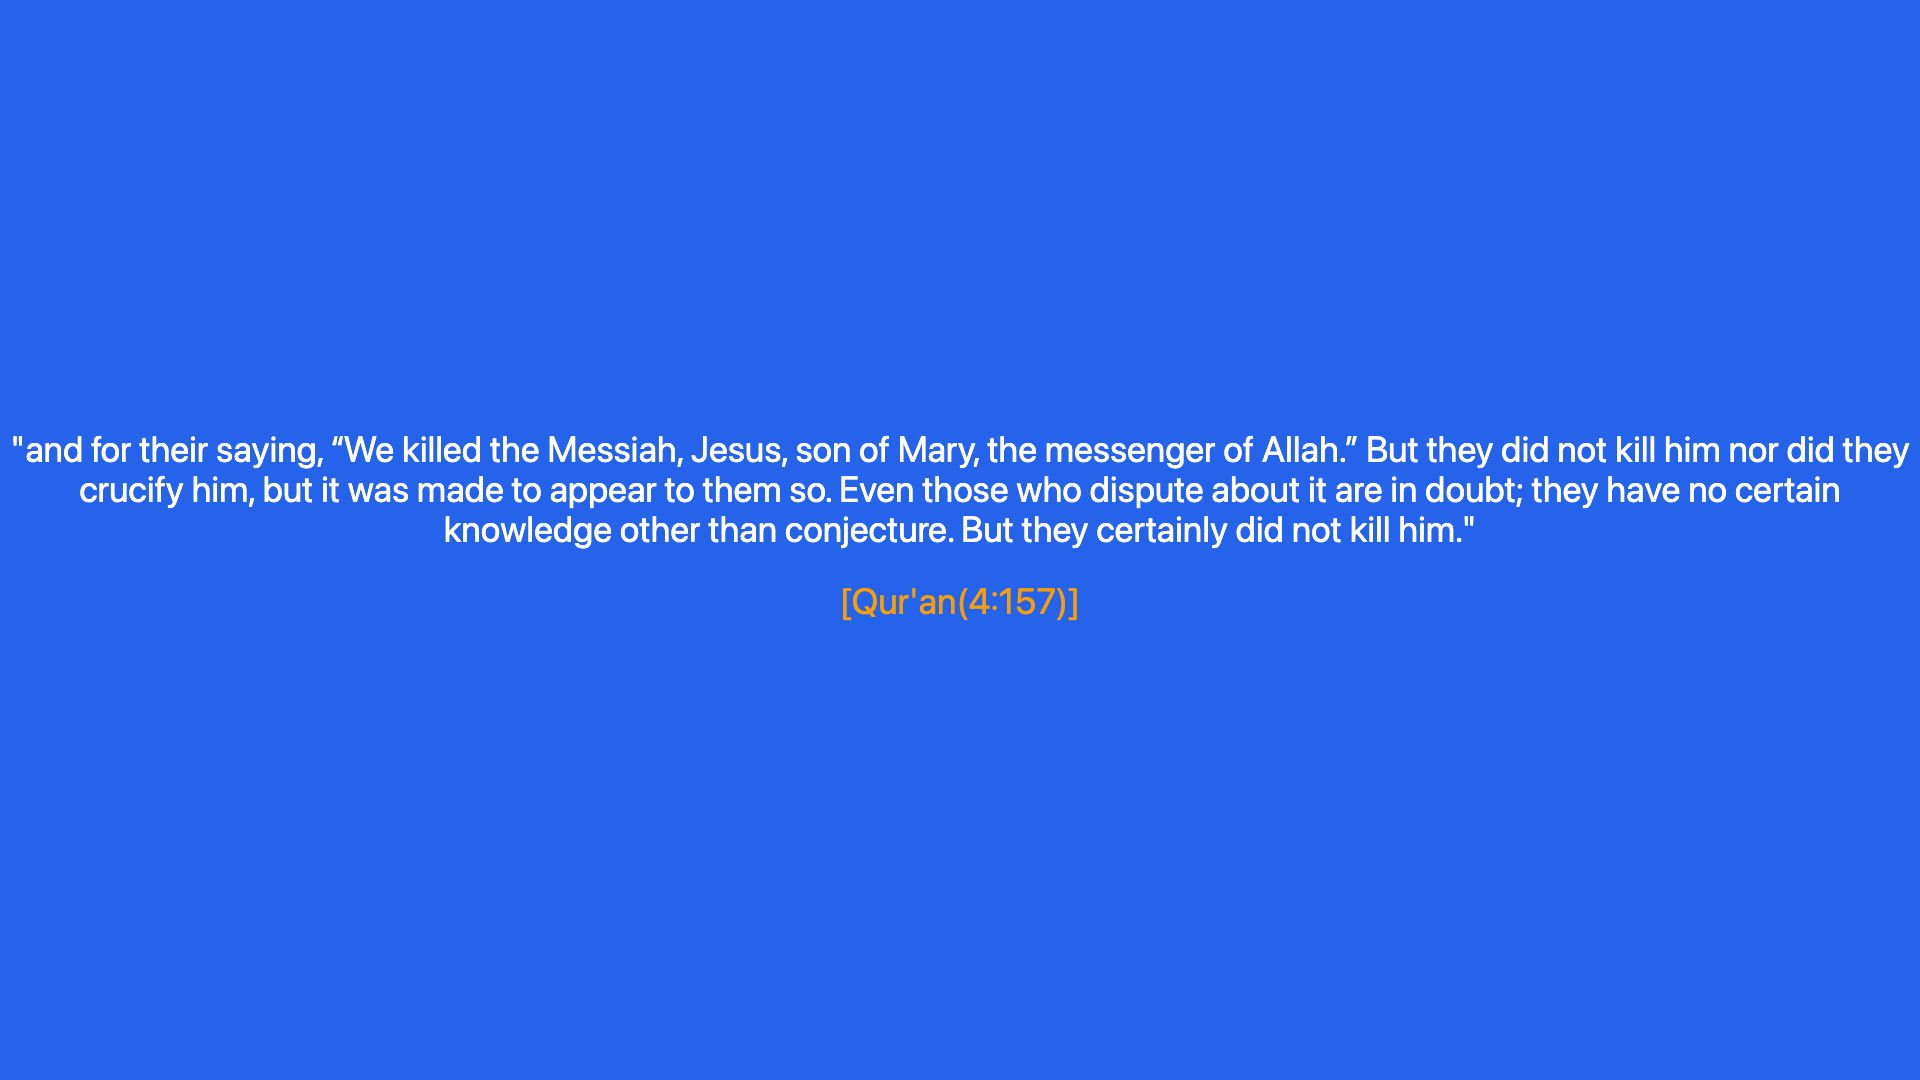 "and for their saying, “We killed the Messiah, Jesus, son of Mary, the messenger of Allah.” But they did not kill him nor did they
crucify him, but it was made to appear to them so. Even those who dispute about it are in doubt; they have no certain
knowledge other than conjecture. But they certainly did not kill him."
[Qur'an(4:157)]